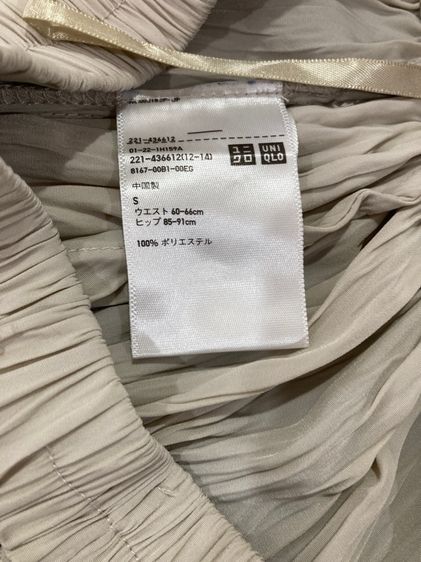 221-436612
01-22-1H159A
221-436612(12-14)
8167-00B1-00EG
ユニクロ UNIQLO
中国製
S
ウエスト 60-66cm
ヒップ 85-91cm
100% ポリエステル